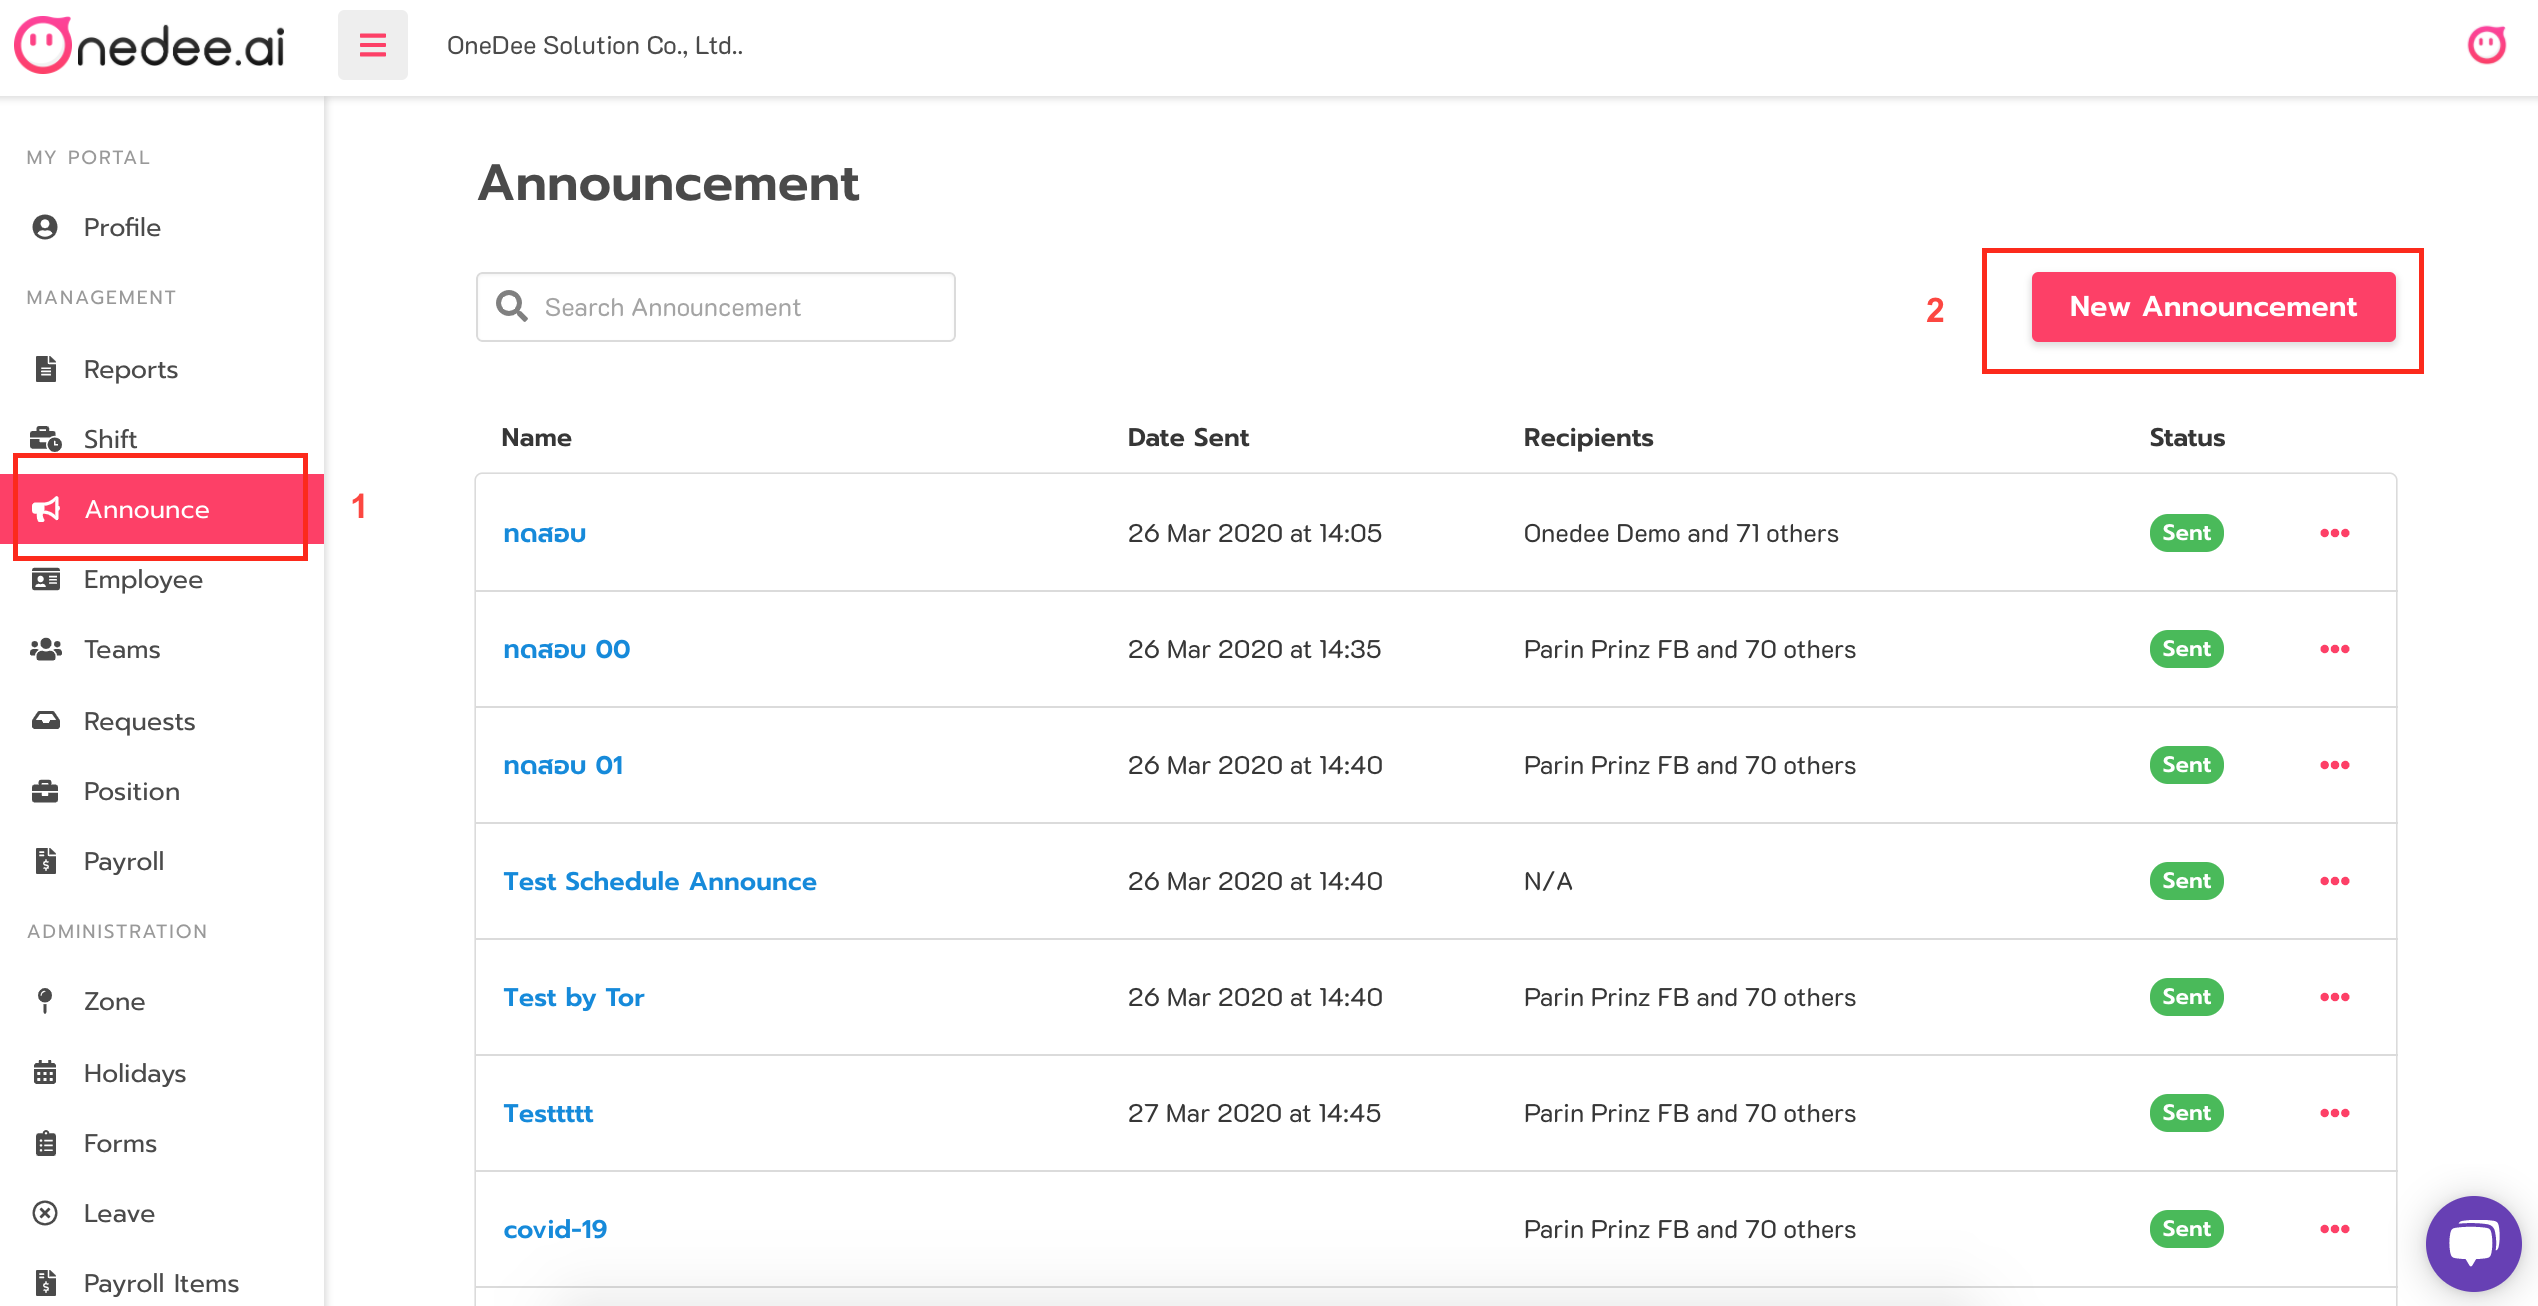 Onedee.ai
OneDee Solution Co., Ltd..
MY PORTAL
Profile
MANAGEMENT
Reports
Shift
Announce
1
Employee
Teams
Requests
Position
Payroll
ADMINISTRATION
Zone
Holidays
Forms
Leave
Payroll Items
Announcement
Search Announcement
2
New Announcement
Name Date Sent Recipients Status
ทดสอบ 26 Mar 2020 at 14:05 Onedee Demo and 71 others Sent
ทดสอบ 00 26 Mar 2020 at 14:35 Parin Prinz FB and 70 others Sent
ทดสอบ 01 26 Mar 2020 at 14:40 Parin Prinz FB and 70 others Sent
Test Schedule Announce 26 Mar 2020 at 14:40 N/A Sent
Test by Tor 26 Mar 2020 at 14:40 Parin Prinz FB and 70 others Sent
Testtttt 27 Mar 2020 at 14:45 Parin Prinz FB and 70 others Sent
covid-19 Parin Prinz FB and 70 others Sent